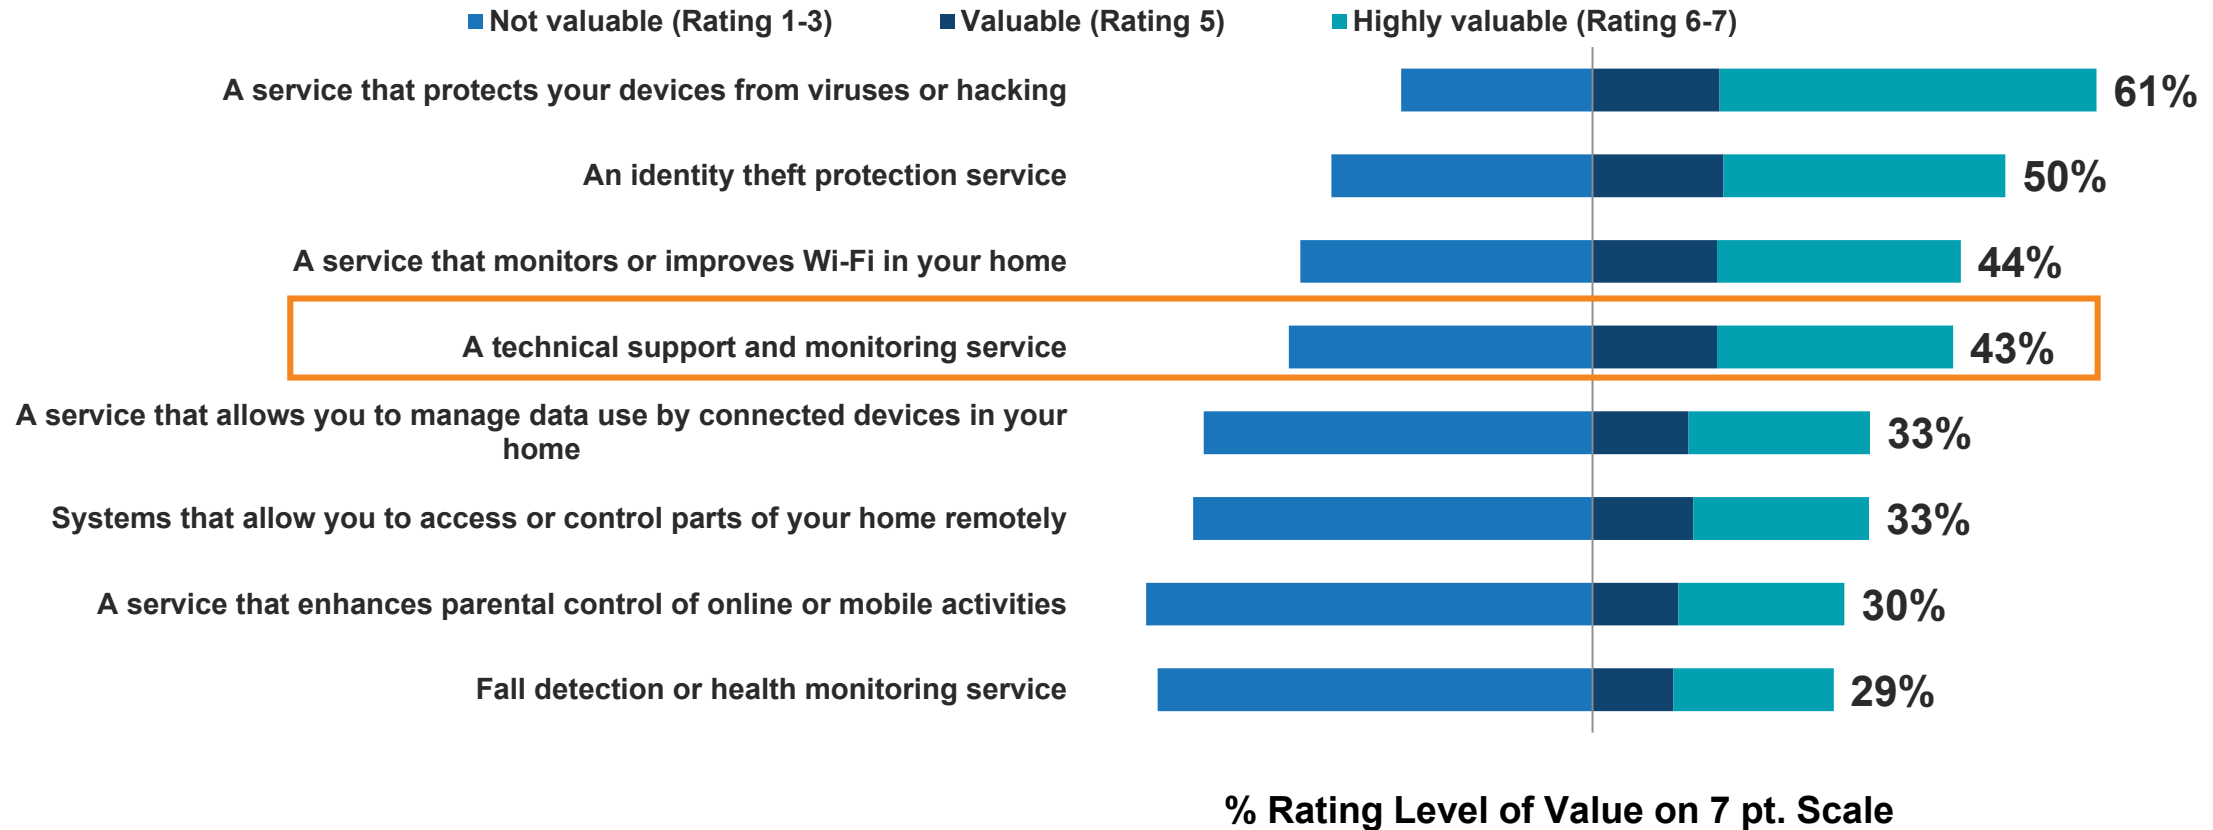 Not valuable (Rating 1-3) Valuable (Rating 5) Highly valuable (Rating 6-7)
A service that protects your devices from viruses or hacking 61%
An identity theft protection service 50%
A service that monitors or improves Wi-Fi in your home 44%
A technical support and monitoring service 43%
A service that allows you to manage data use by connected devices in your
home 33%
Systems that allow you to access or control parts of your home remotely 33%
A service that enhances parental control of online or mobile activities 30%
Fall detection or health monitoring service 29%
% Rating Level of Value on 7 pt. Scale